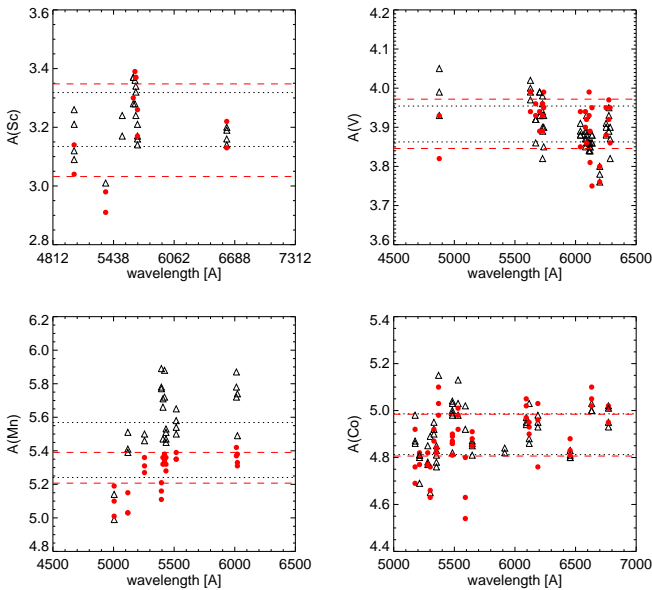 3.6
3.4
3.2
3.0
2.8
A(Sc)
4812 5438 6062 6688 7312
wavelength [A]
4.2
4.1
4.0
3.9
3.8
3.7
3.6
A(V)
4500 5000 5500 6000 6500
wavelength [A]
6.2
6.0
5.8
5.6
5.4
5.2
5.0
4.8
A(Mn)
4500 5000 5500 6000 6500
wavelength [A]
5.4
5.2
5.0
4.8
4.6
4.4
A(Co)
5000 5500 6000 6500 7000
wavelength [A]